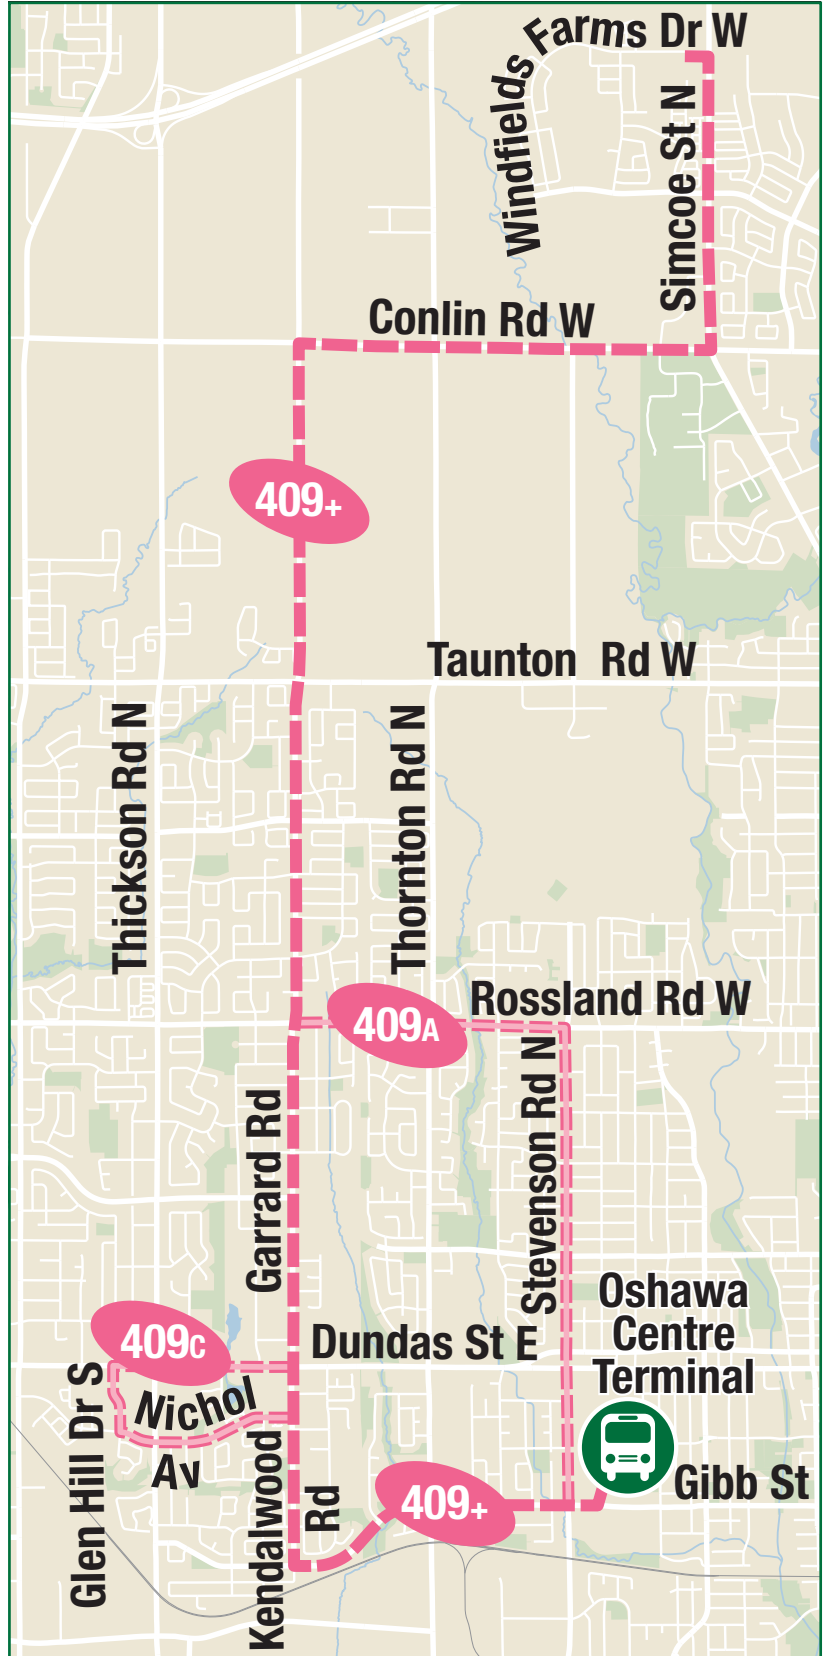 Windfields Farms Dr W
Simcoe St N
Conlin Rd W
409+
Taunton Rd W
Thickson Rd N
Thornton Rd N
Rossland Rd W
409A
Stevenson Rd N
Garrard Rd
Oshawa
Centre
Terminal
409C
Dundas St E
Glen Hill Dr S
Nichol
Av
Kendalwood
Rd
409+
Gibb St